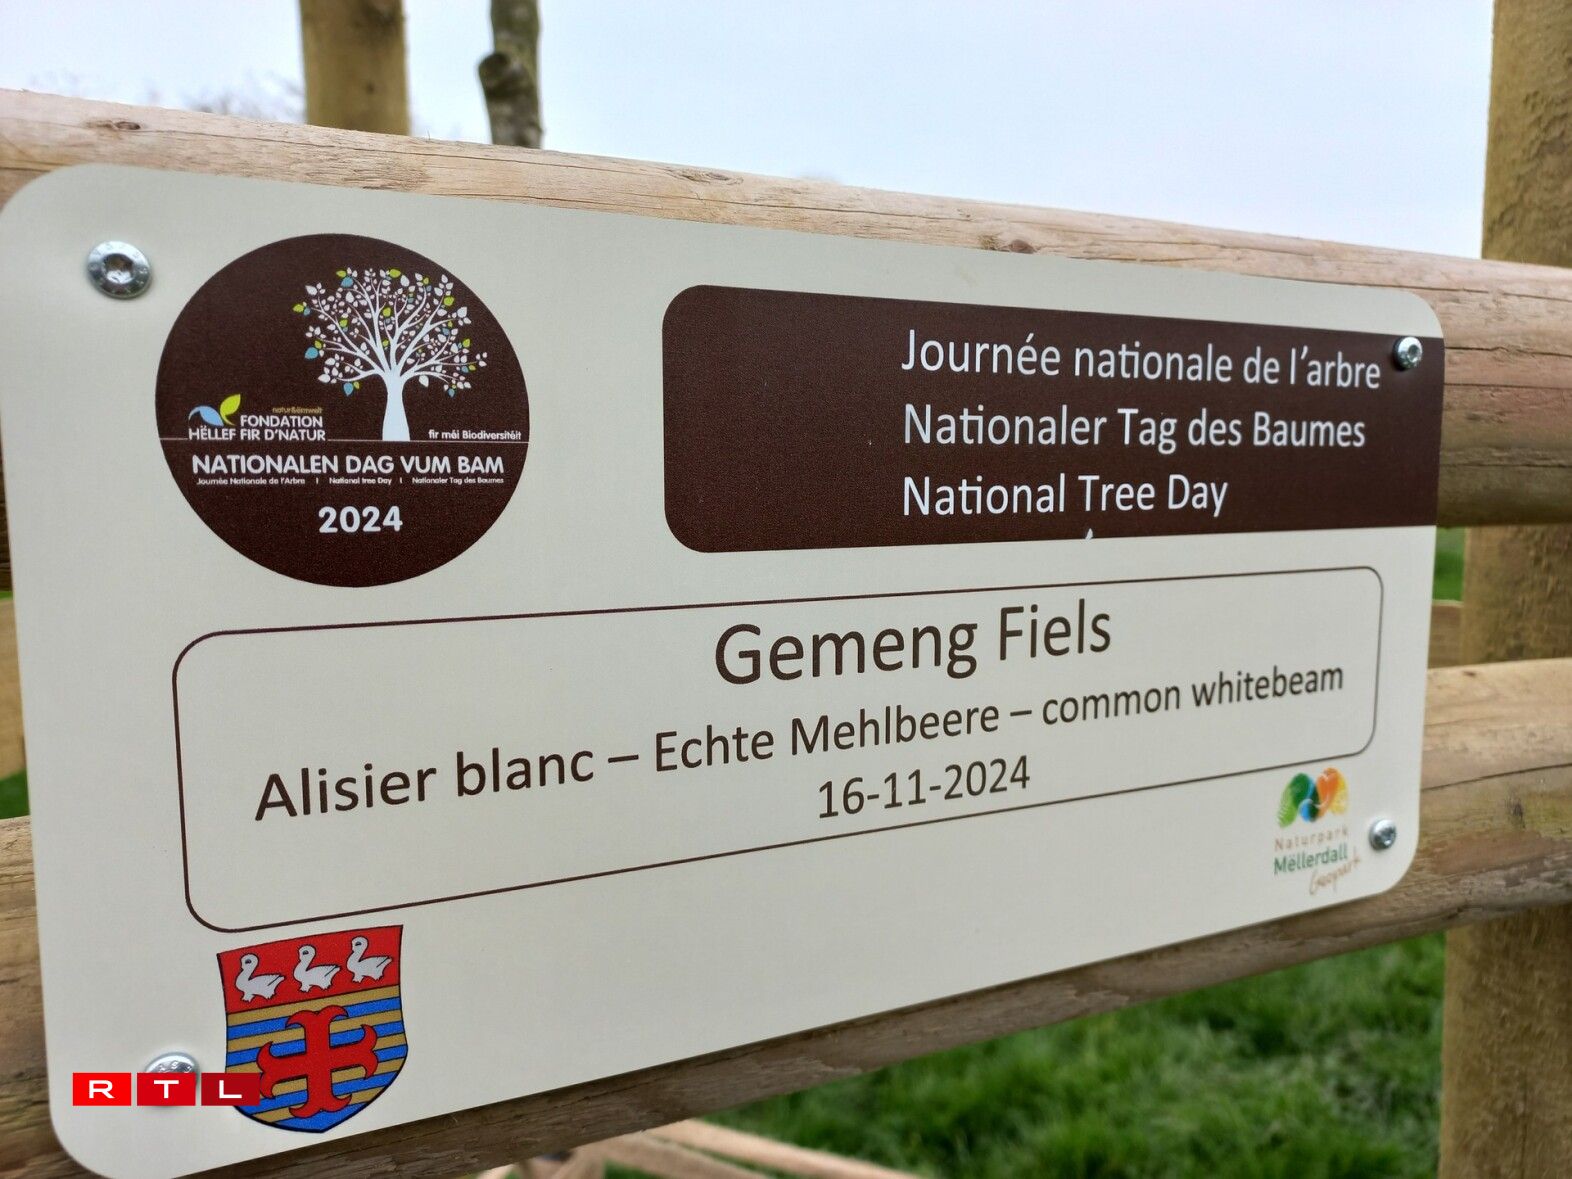 natur&ëmwelt
FONDATION
HËLLEF FIR D'NATUR
fir méi Biodiversitéit
NATIONALEN DAG VUM BAM
Journée Nationale de l'Arbre | National tree Day | Nationaler Tag des Baumes
2024
Journée nationale de l'arbre
Nationaler Tag des Baumes
National Tree Day
Gemeng Fiels
Alisier blanc – Echte Mehlbeere – common whitebeam
16-11-2024
Naturpark
Mëllerdall
Geopark
RTL